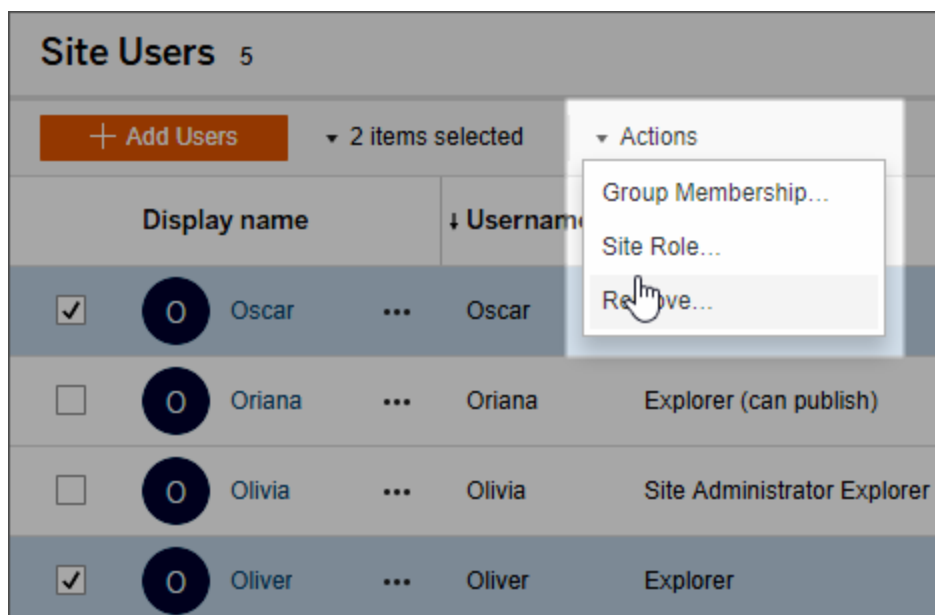 Site Users 5
Add Users 2 items selected Actions
Group Membership...
Site Role...
Display name Username
O Oscar ••• Oscar
O Oriana ••• Oriana Explorer (can publish)
O Olivia ••• Olivia Site Administrator Explorer
O Oliver ••• Oliver Explorer